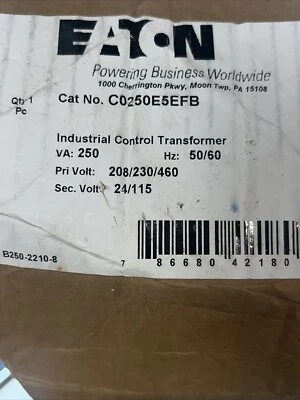 EATON
Powering Business Worldwide
1000 Cherrington Pkwy, Moon Twp, PA 15108
Qty 1 Cat No. C0250E5EFB
Pc
Industrial Control Transformer
VA: 250 Hz: 50/60
Pri Volt: 208/230/460
Sec. Volt: 24/115
B250-2210-8
7 86680 42180